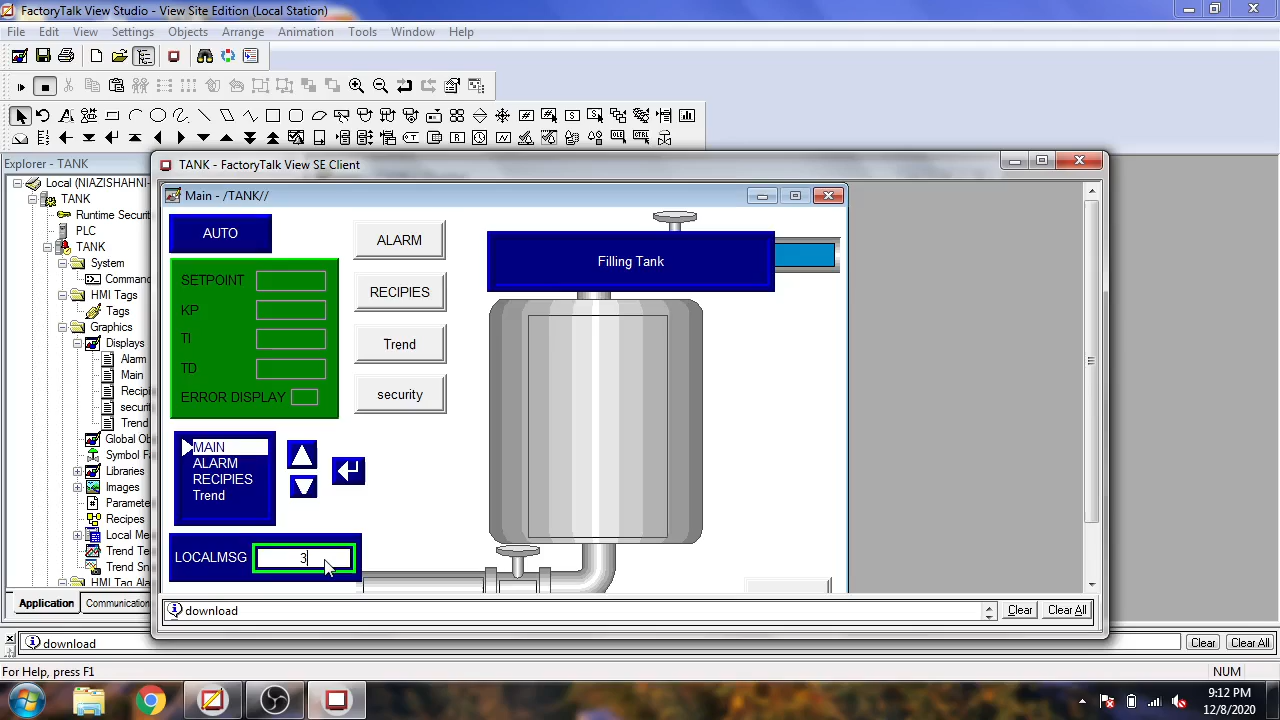 FactoryTalk View Studio - View Site Edition (Local Station)
File Edit View Settings Objects Arrange Animation Tools Window Help
Explorer - TANK
Local (NIAZISHAHNI-
TANK
Runtime Securit
PLC
TANK
System
Comman
HMI Tags
Tags
Graphics
Displays
Alarm
Main
Recipi
securi
Trend
Global Ob
Symbol Fa
Libraries
Images
Paramete
Recipes
Local Me
Trend Te
Trend Sn
HMI Tag Alar
Application Communication
TANK - FactoryTalk View SE Client
Main - /TANK//
AUTO
ALARM
SETPOINT
KP
TI
TD
ERROR DISPLAY
RECIPIES
Trend
security
Filling Tank
MAIN
ALARM
RECIPIES
Trend
LOCALMSG 3
download Clear Clear All
download Clear Clear All
For Help, press F1 NUM
9:12 PM
12/8/2020